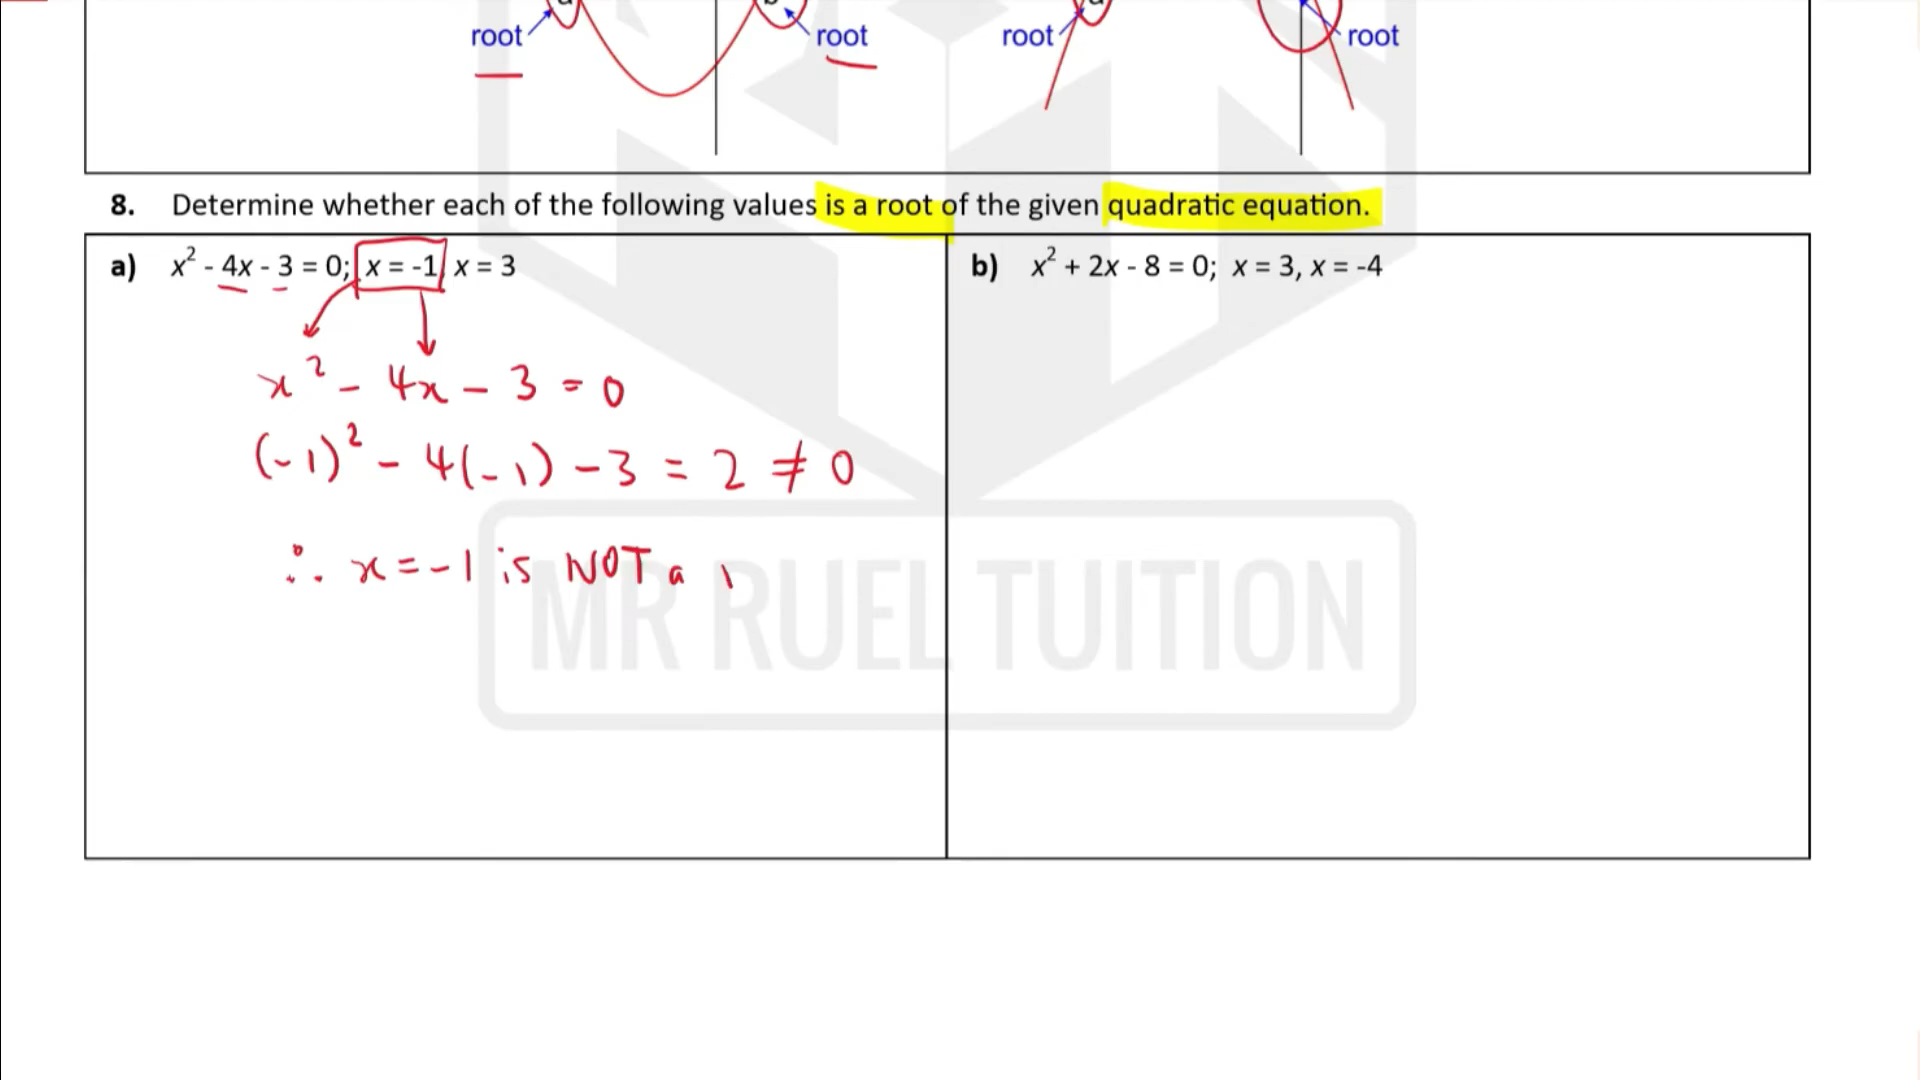 root root root root
8. Determine whether each of the following values is a root of the given quadratic equation.
a) x² - 4x - 3 = 0; x = -1, x = 3
x² - 4x - 3 = 0
(-1)² - 4(-1) - 3 = 2 ≠ 0
∴ x = -1 is NOT a
b) x² + 2x - 8 = 0; x = 3, x = -4
MR RUEL TUITION